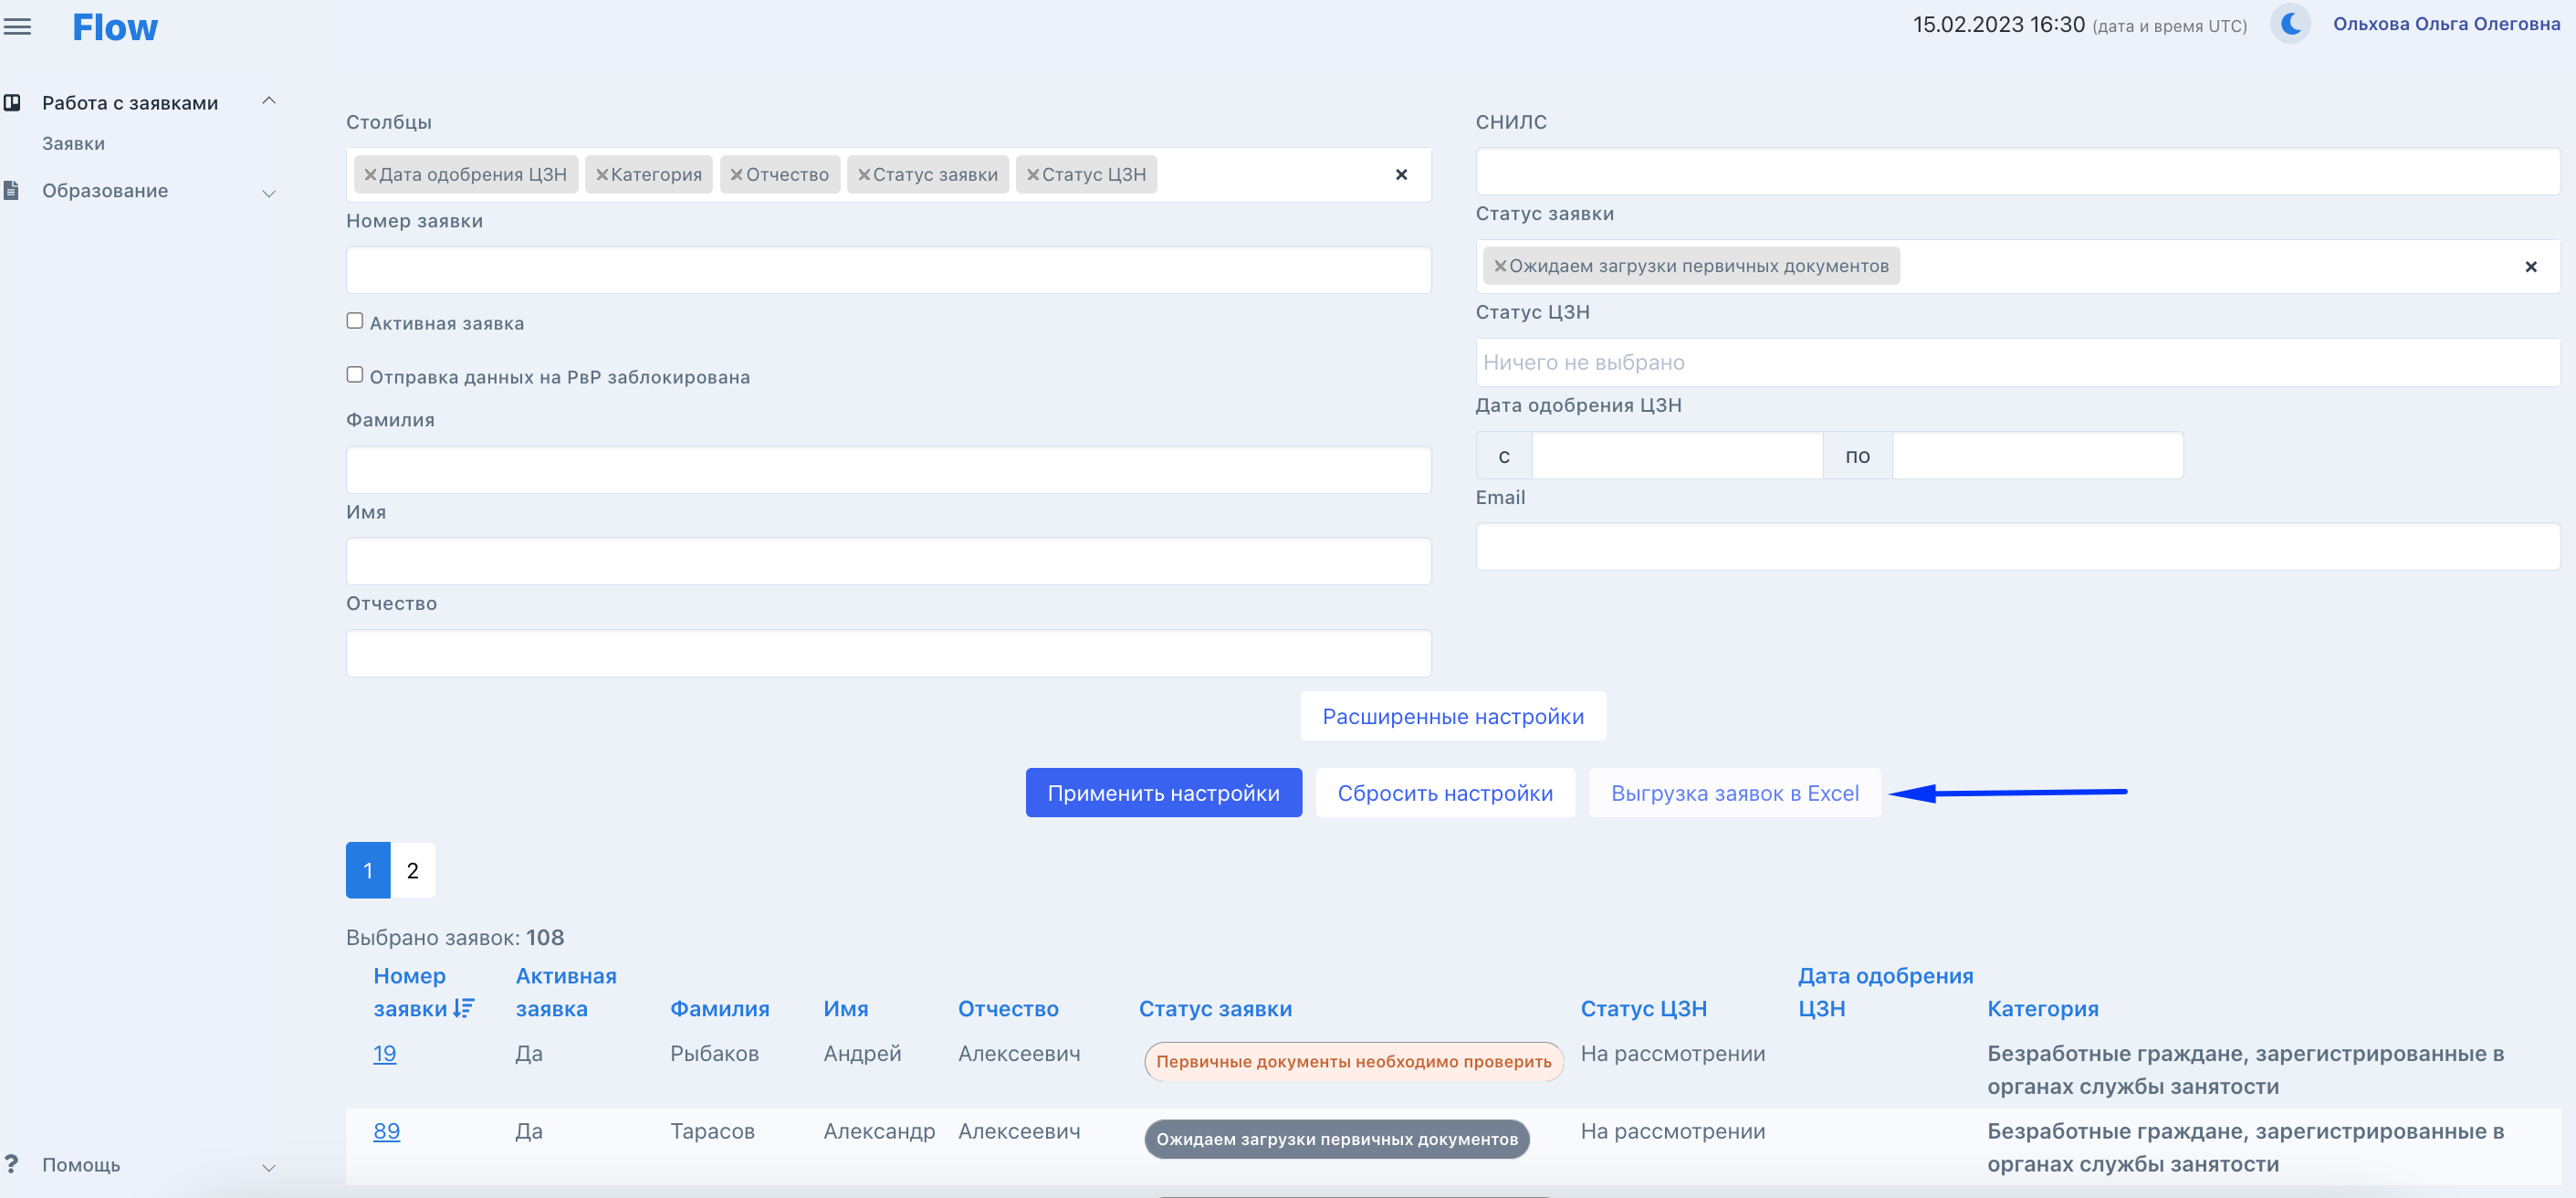 Flow
15.02.2023 16:30 (дата и время UTC)
Ольхова Ольга Олеговна
Работа с заявками
Заявки
Образование
Столбцы
×Дата одобрения ЦЗН ×Категория ×Отчество ×Статус заявки ×Статус ЦЗН ×
Номер заявки
Активная заявка
Отправка данных на РвР заблокирована
Фамилия
Имя
Отчество
СНИЛС
Статус заявки
×Ожидаем загрузки первичных документов ×
Статус ЦЗН
Ничего не выбрано
Дата одобрения ЦЗН
с по
Email
Расширенные настройки
Применить настройки Сбросить настройки Выгрузка заявок в Excel
1 2
Выбрано заявок: 108
Номер заявки Активная заявка Фамилия Имя Отчество Статус заявки Статус ЦЗН Дата одобрения ЦЗН Категория
19 Да Рыбаков Андрей Алексеевич Первичные документы необходимо проверить На рассмотрении Безработные граждане, зарегистрированные в
органах службы занятости
89 Да Тарасов Александр Алексеевич Ожидаем загрузки первичных документов На рассмотрении Безработные граждане, зарегистрированные в
органах службы занятости
? Помощь